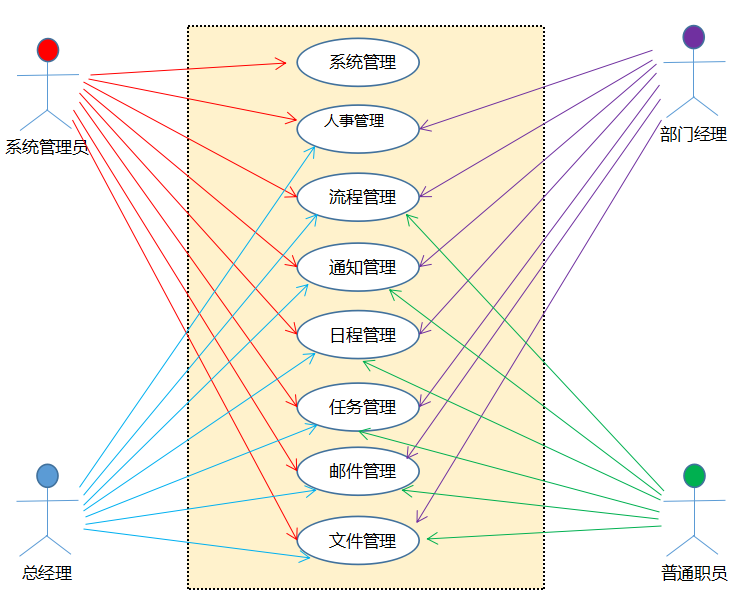 系统管理
人事管理
流程管理
通知管理
日程管理
任务管理
邮件管理
文件管理
系统管理员
部门经理
总经理
普通职员